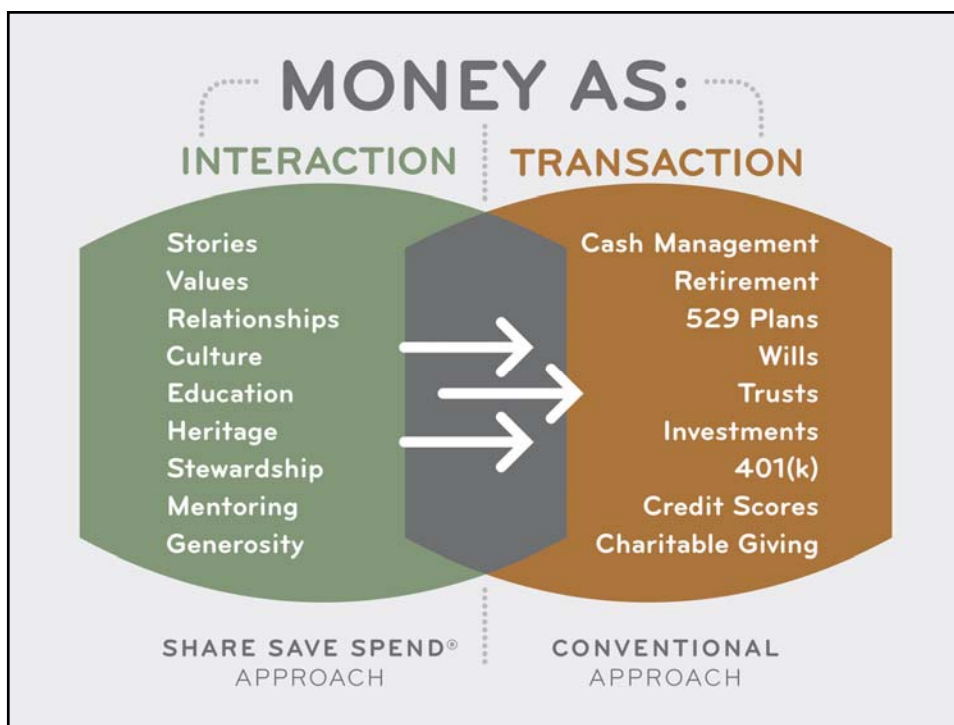 MONEY AS:
INTERACTION
Stories
Values
Relationships
Culture
Education
Heritage
Stewardship
Mentoring
Generosity
SHARE SAVE SPEND®
APPROACH
TRANSACTION
Cash Management
Retirement
529 Plans
Wills
Trusts
Investments
401(k)
Credit Scores
Charitable Giving
CONVENTIONAL
APPROACH